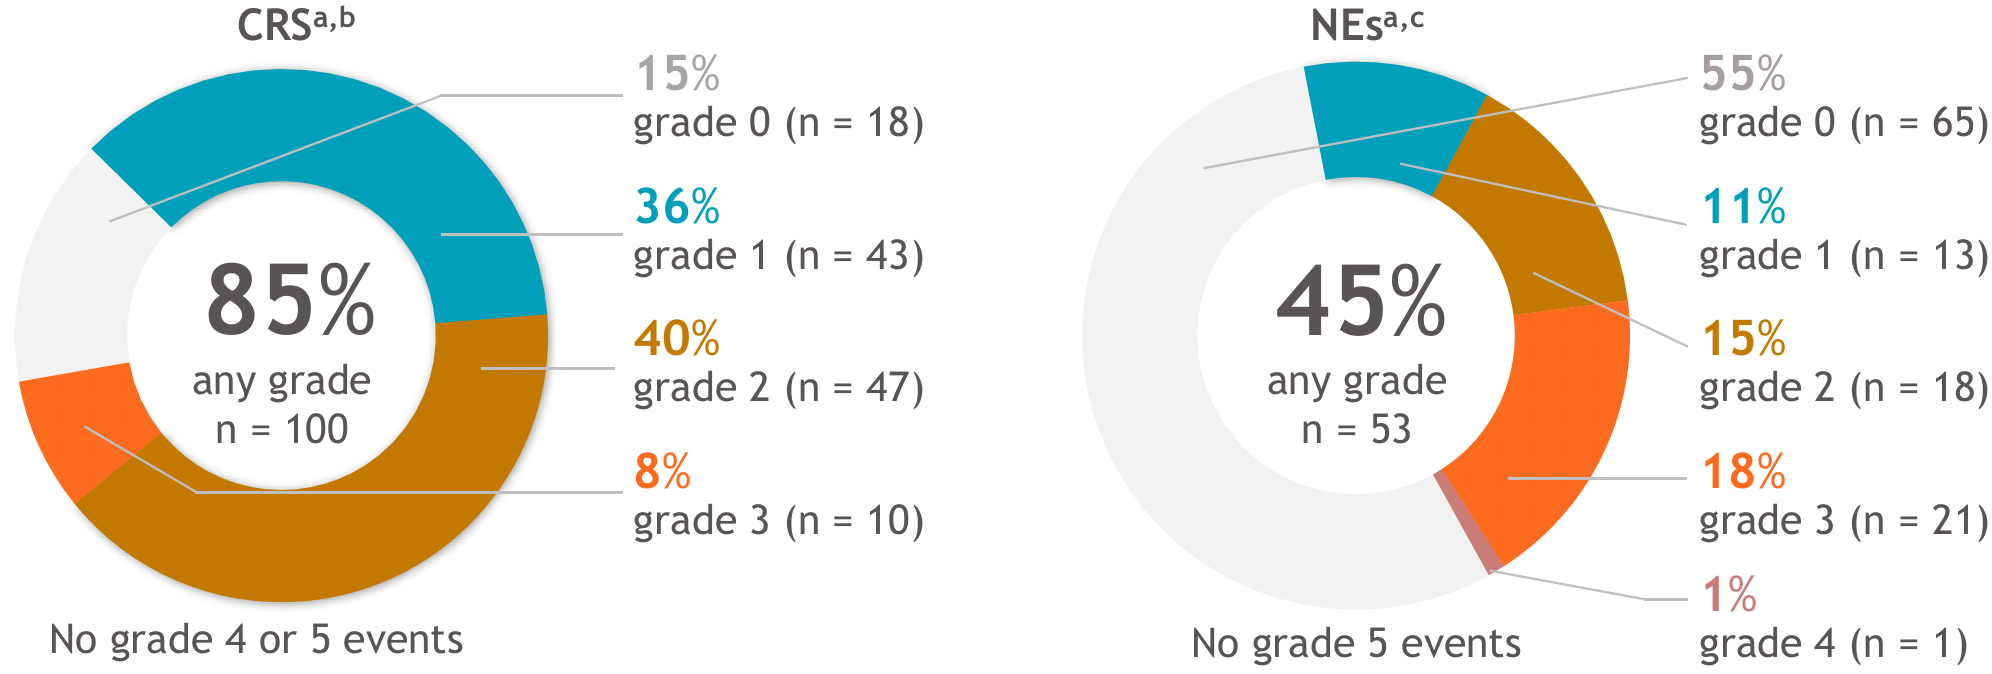 CRSa,b
15%
grade 0 (n = 18)
36%
grade 1 (n = 43)
40%
grade 2 (n = 47)
8%
grade 3 (n = 10)
85%
any grade
n = 100
No grade 4 or 5 events
NEsa,c
55%
grade 0 (n = 65)
11%
grade 1 (n = 13)
15%
grade 2 (n = 18)
18%
grade 3 (n = 21)
1%
grade 4 (n = 1)
45%
any grade
n = 53
No grade 5 events